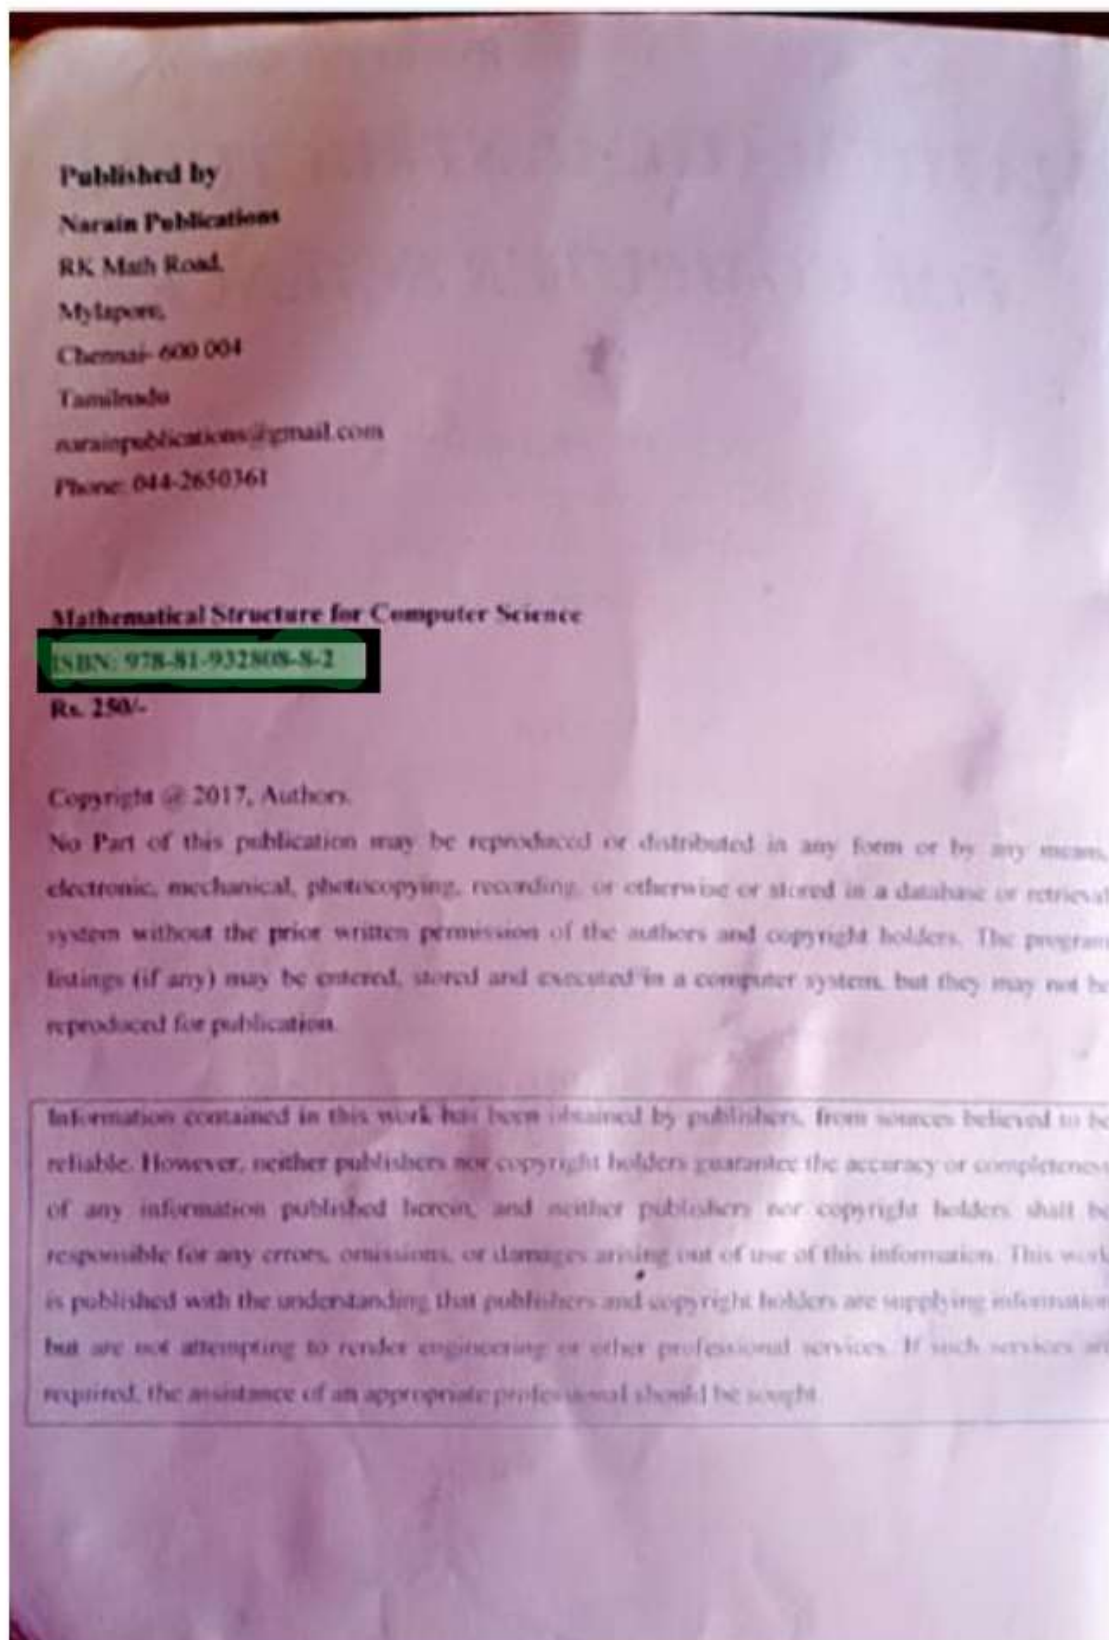 Published by
Narain Publications
RK Math Road,
Mylapore,
Chennai- 600 004
Tamilnadu
narainpublications@gmail.com
Phone: 044-2650361
Mathematical Structure for Computer Science
ISBN: 978-81-932808-8-2
Rs. 250/-
Copyright @ 2017, Authors.
No Part of this publication may be reproduced or distributed in any form or by any means,
electronic, mechanical, photocopying, recording, or otherwise or stored in a database or retrieval
system without the prior written permission of the authors and copyright holders. The program
listings (if any) may be entered, stored and executed in a computer system, but they may not be
reproduced for publication.
Information contained in this work has been obtained by publishers, from sources believed to be
reliable. However, neither publishers nor copyright holders guarantee the accuracy or completeness
of any information published herein, and neither publishers nor copyright holders shall be
responsible for any errors, omissions, or damages arising out of use of this information. This work
is published with the understanding that publishers and copyright holders are supplying information
but are not attempting to render engineering or other professional services. If such services are
required, the assistance of an appropriate professional should be sought.